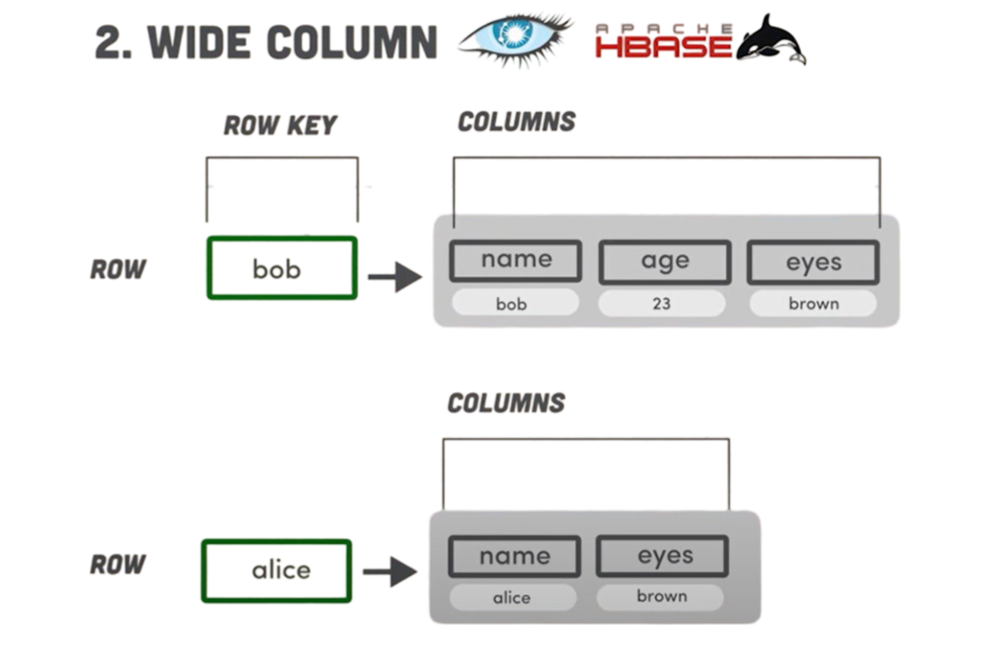 2. WIDE COLUMN
APACHE
HBASE
ROW KEY
COLUMNS
ROW
bob
name
age
eyes
bob
23
brown
COLUMNS
ROW
alice
name
eyes
alice
brown